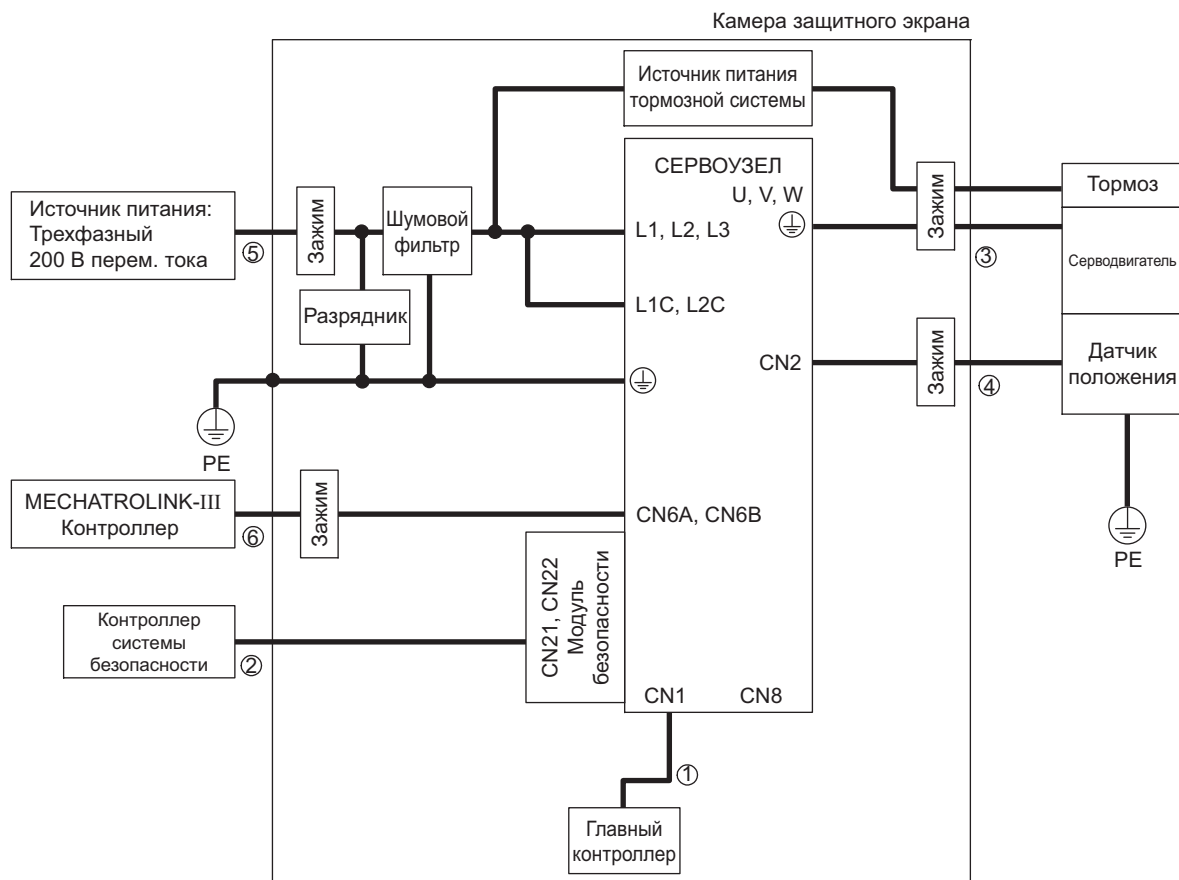 Камера защитного экрана
Источник питания
тормозной системы
СЕРВОУЗЕЛ
U, V, W
Источник питания:
Трехфазный
200 В перем. тока
⑤
Зажим
Шумовой
фильтр
L1, L2, L3
Зажим
③
Тормоз
Серводвигатель
Разрядник
L1C, L2C
CN2
Зажим
④
Датчик
положения
PE
PE
MECHATROLINK-III
Контроллер
⑥
Зажим
CN6A, CN6B
Контроллер
системы
безопасности
②
CN21, CN22
Модуль
безопасности
CN1
CN8
①
Главный
контроллер